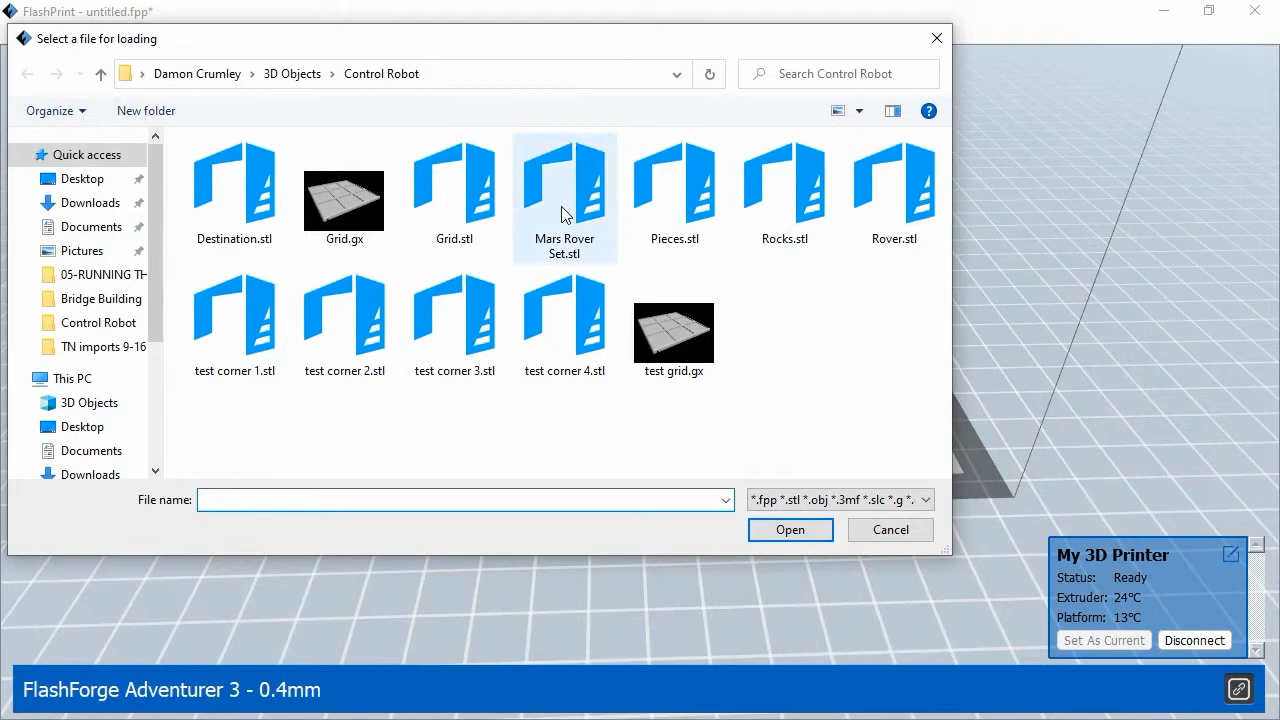 FlashPrint - untitled.fpp*
Select a file for loading
Damon Crumley
3D Objects
Control Robot
Search Control Robot
Organize
New folder
Quick access
Desktop
Downloads
Documents
Pictures
05-RUNNING TH
Bridge Building
Control Robot
TN imports 9-16
This PC
3D Objects
Desktop
Documents
Downloads
Destination.stl
Grid.gx
Grid.stl
Mars Rover
Set.stl
Pieces.stl
Rocks.stl
Rover.stl
test corner 1.stl
test corner 2.stl
test corner 3.stl
test corner 4.stl
test grid.gx
File name:
*.fpp *.stl *.obj *.3mf *.slc *.g *.
Open
Cancel
My 3D Printer
Status: Ready
Extruder: 24°C
Platform: 13°C
Set As Current
Disconnect
FlashForge Adventurer 3 - 0.4mm